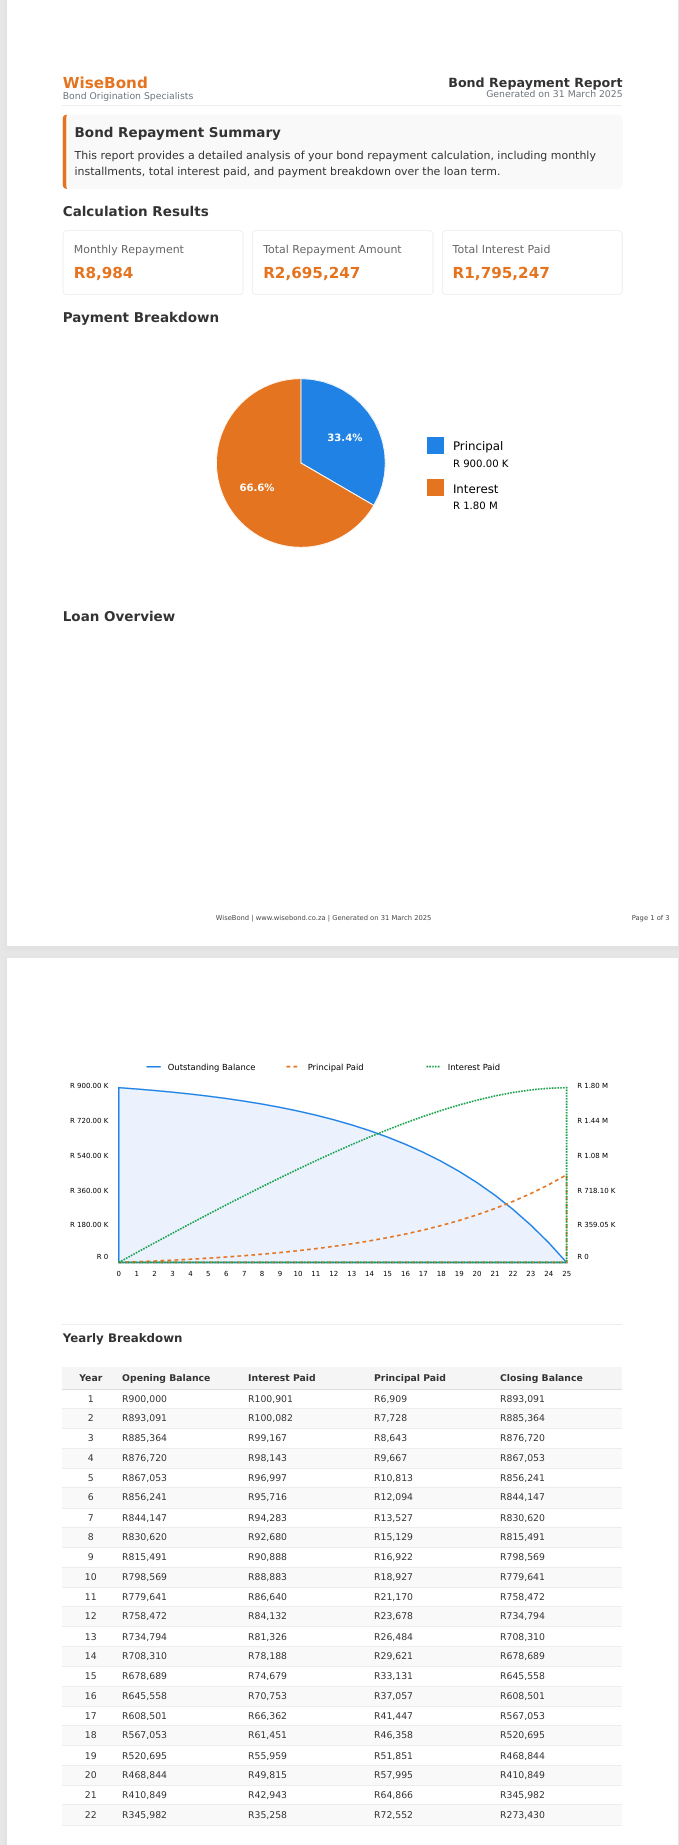 WiseBond
Bond Origination Specialists
Bond Repayment Report
Generated on 31 March 2025
Bond Repayment Summary
This report provides a detailed analysis of your bond repayment calculation, including monthly
installments, total interest paid, and payment breakdown over the loan term.
Calculation Results
Monthly Repayment
R8,984
Total Repayment Amount
R2,695,247
Total Interest Paid
R1,795,247
Payment Breakdown
33.4%
66.6%
Principal
R 900.00 K
Interest
R 1.80 M
Loan Overview
WiseBond | www.wisebond.co.za | Generated on 31 March 2025
Page 1 of 3
Outstanding Balance Principal Paid Interest Paid
R 900.00 K R 1.80 M
R 720.00 K R 1.44 M
R 540.00 K R 1.08 M
R 360.00 K R 718.10 K
R 180.00 K R 359.05 K
R 0 R 0
0 1 2 3 4 5 6 7 8 9 10 11 12 13 14 15 16 17 18 19 20 21 22 23 24 25
Yearly Breakdown
Year Opening Balance Interest Paid Principal Paid Closing Balance
1 R900,000 R100,901 R6,909 R893,091
2 R893,091 R100,082 R7,728 R885,364
3 R885,364 R99,167 R8,643 R876,720
4 R876,720 R98,143 R9,667 R867,053
5 R867,053 R96,997 R10,813 R856,241
6 R856,241 R95,716 R12,094 R844,147
7 R844,147 R94,283 R13,527 R830,620
8 R830,620 R92,680 R15,129 R815,491
9 R815,491 R90,888 R16,922 R798,569
10 R798,569 R88,883 R18,927 R779,641
11 R779,641 R86,640 R21,170 R758,472
12 R758,472 R84,132 R23,678 R734,794
13 R734,794 R81,326 R26,484 R708,310
14 R708,310 R78,188 R29,621 R678,689
15 R678,689 R74,679 R33,131 R645,558
16 R645,558 R70,753 R37,057 R608,501
17 R608,501 R66,362 R41,447 R567,053
18 R567,053 R61,451 R46,358 R520,695
19 R520,695 R55,959 R51,851 R468,844
20 R468,844 R49,815 R57,995 R410,849
21 R410,849 R42,943 R64,866 R345,982
22 R345,982 R35,258 R72,552 R273,430